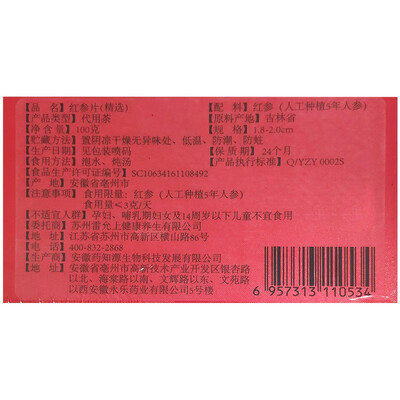 【品 名】红参片(精选)
【配 料】红参（人工种植5年人参）
【产品类型】代用茶
【原料产地】吉林省
【净 含 量】100克
【规 格】1.8-2.0cm
【贮藏方法】置阴凉干燥无异味处，低温、防潮、防蛀
【生产日期】见包装喷码
【保 质 期】24个月
【食用方法】泡水、炖汤
【产品执行标准】Q/YZY 0002S
【食品生产许可证编号】SC10634161108492
【产 地】安徽省亳州市
【注意事项】食用限量：红参（人工种植5年人参）
食用量≤3克/天
【不适宜人群】孕妇、哺乳期妇女及14周岁以下儿童不宜食用
【委托商】苏州雷允上健康养生有限公司
【地 址】江苏省苏州市高新区横山路86号
【电 话】400-832-2868
【生产商】安徽药知源生物科技发展有限公司
【地 址】安徽省亳州市高新技术产业开发区银杏路
以北、海棠路以南、文辉路以东、文苑路
以西安徽永乐药业有限公司5号楼
6 957313 110534